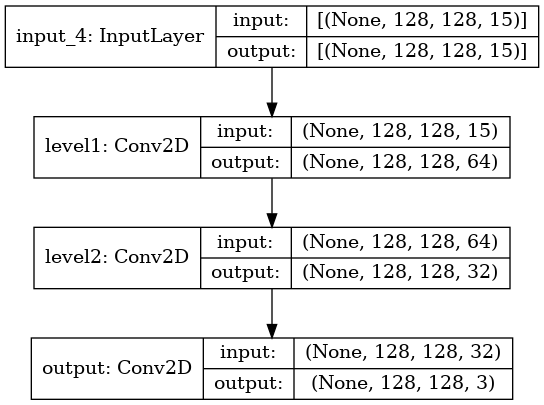 input_4: InputLayer
input: [(None, 128, 128, 15)]
output: [(None, 128, 128, 15)]
level1: Conv2D
input: (None, 128, 128, 15)
output: (None, 128, 128, 64)
level2: Conv2D
input: (None, 128, 128, 64)
output: (None, 128, 128, 32)
output: Conv2D
input: (None, 128, 128, 32)
output: (None, 128, 128, 3)